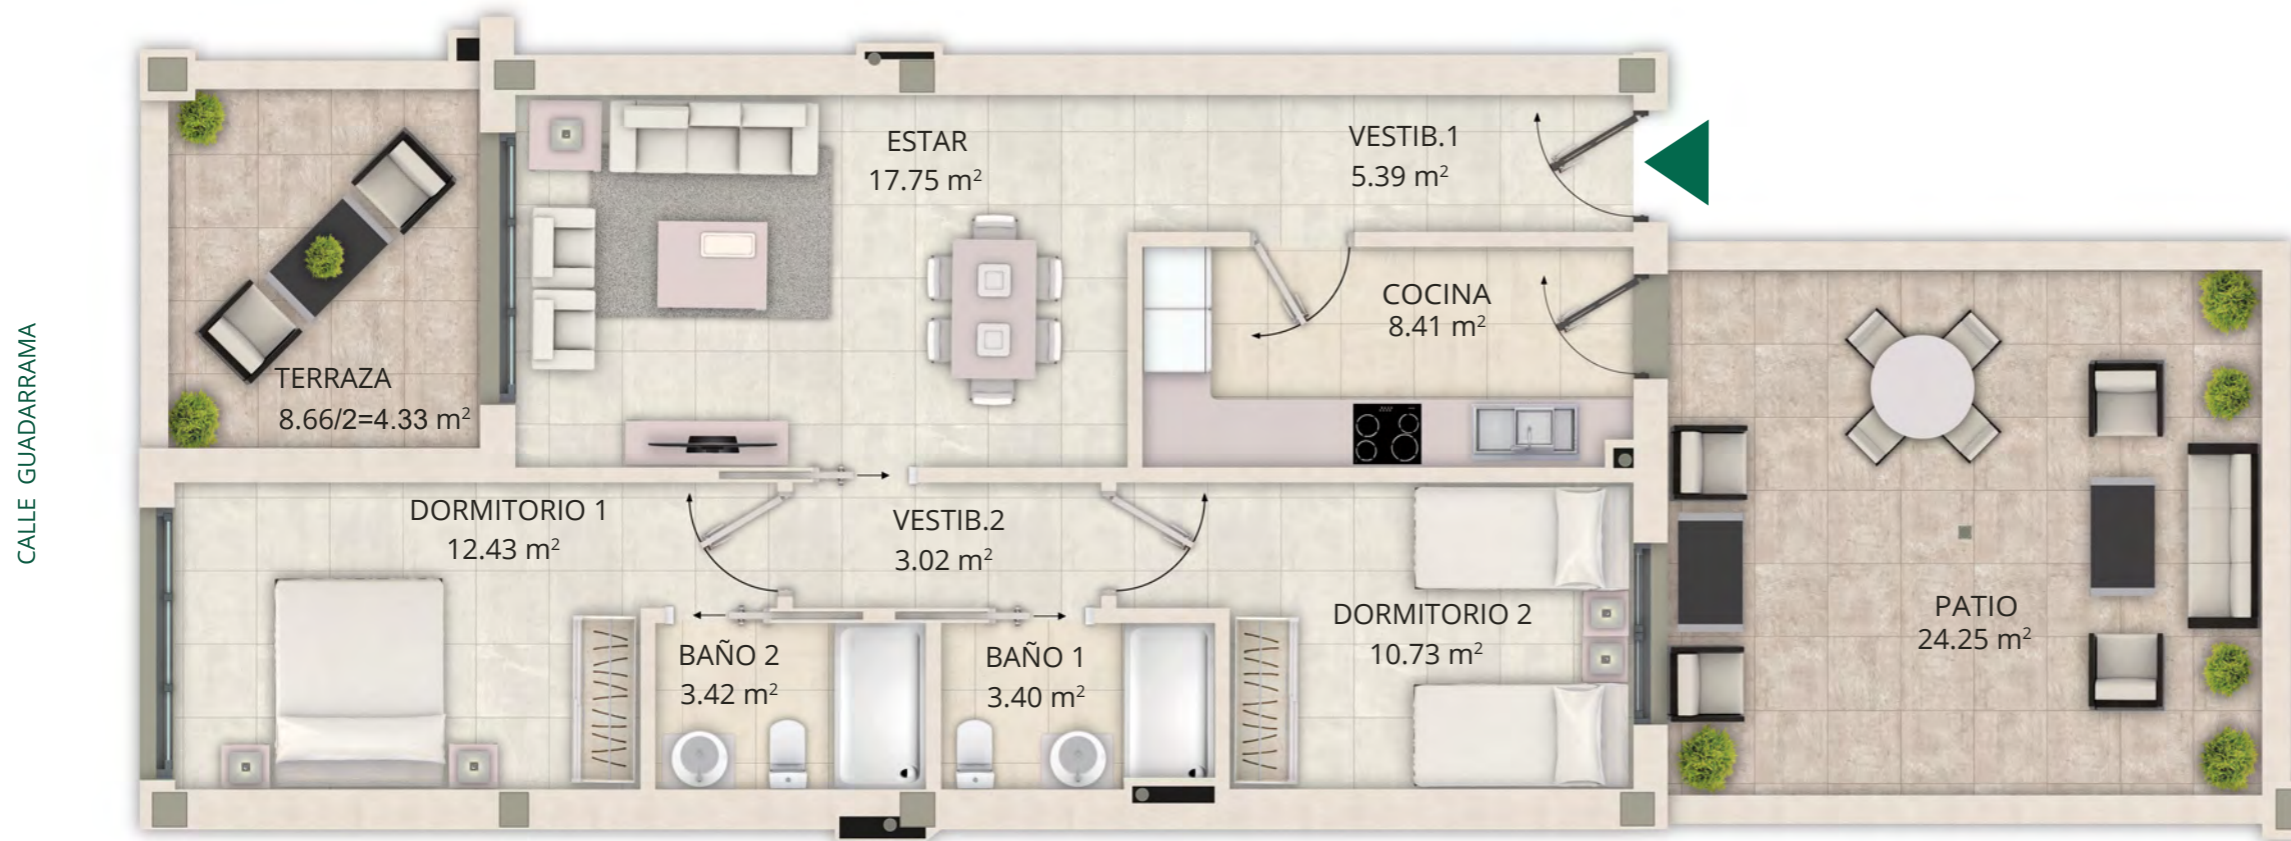 CALLE GUADARRAMA
ESTAR
17.75 m²
VESTIB.1
5.39 m²
COCINA
8.41 m²
TERRAZA
8.66/2=4.33 m²
DORMITORIO 1
12.43 m²
VESTIB.2
3.02 m²
DORMITORIO 2
10.73 m²
BAÑO 2
3.42 m²
BAÑO 1
3.40 m²
PATIO
24.25 m²